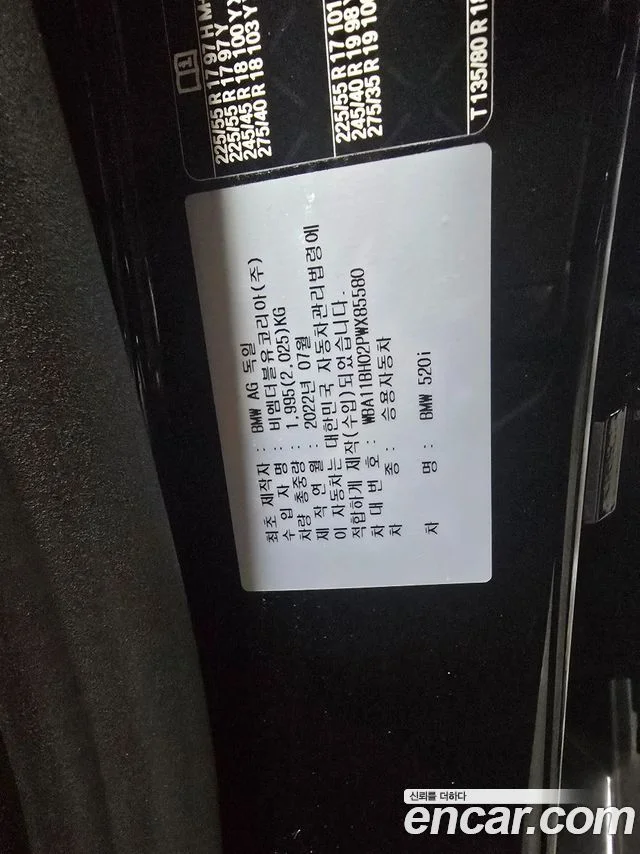 225/55 R 17 97 H M+
225/55 R 17 97 Y
245/45 R 18 100 Y X
275/40 R 18 103 Y
225/55 R 17 101
245/40 R 19 98 Y
275/35 R 19 100
T 135/80 R 18
최초 제작자 : BMW AG 독일
수 입 자 명 : 비엠더블유코리아(주)
차량 총중량 : 1,995(2,025)KG
제 작 연 월 : 2022년 07월
이 자동차는 대한민국 자동차관리법령에
적합하게 제작(수입)되었습니다.
차 대 번 호 : WBA11BH02PWX85580
차 종 : 승용자동차
차 명 : BMW 520i
신뢰를 더하다
encar.com